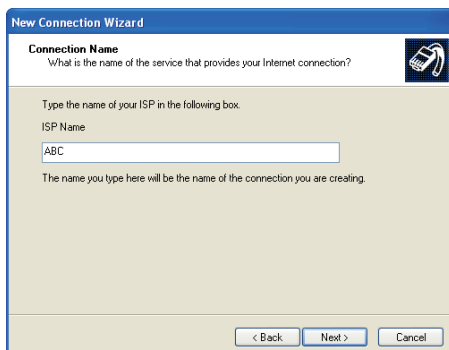 New Connection Wizard
Connection Name
What is the name of the service that provides your Internet connection?
Type the name of your ISP in the following box.
ISP Name
ABC
The name you type here will be the name of the connection you are creating.
< Back
Next >
Cancel